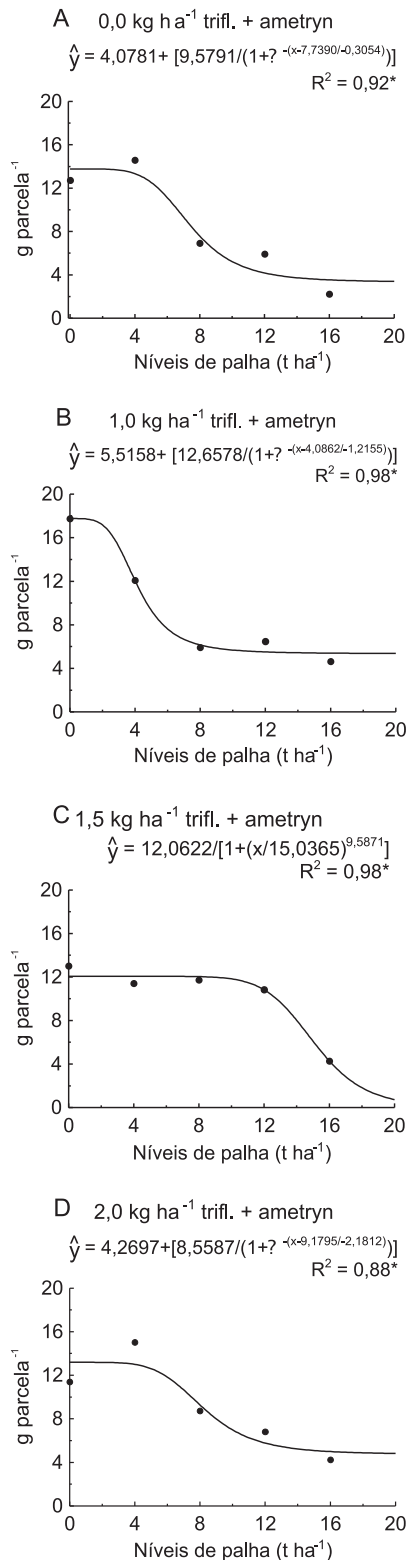 A 0,0 kg ha⁻¹ trifl. + ametryn
ŷ = 4,0781+ [9,5791/(1+? ⁻⁽ˣ⁻⁷,⁷³⁹⁰/⁻⁰,³⁰⁵⁴⁾)]
R² = 0,92*
20
16
12
8
4
0
g parcela⁻¹
0 4 8 12 16 20
Níveis de palha (t ha⁻¹)
B 1,0 kg ha⁻¹ trifl. + ametryn
ŷ = 5,5158+ [12,6578/(1+? ⁻⁽ˣ⁻⁴,⁰⁸⁶²/⁻¹,²¹⁵⁵⁾)]
R² = 0,98*
20
16
12
8
4
0
g parcela⁻¹
0 4 8 12 16 20
Níveis de palha (t ha⁻¹)
C 1,5 kg ha⁻¹ trifl. + ametryn
ŷ = 12,0622/[1+(x/15,0365)⁹,⁵⁸⁷¹]
R² = 0,98*
20
16
12
8
4
0
g parcela⁻¹
0 4 8 12 16 20
Níveis de palha (t ha⁻¹)
D 2,0 kg ha⁻¹ trifl. + ametryn
ŷ = 4,2697+[8,5587/(1+? ⁻⁽ˣ⁻⁹,¹⁷⁹⁵/⁻²,¹⁸¹²⁾)]
R² = 0,88*
20
16
12
8
4
0
g parcela⁻¹
0 4 8 12 16 20
Níveis de palha (t ha⁻¹)